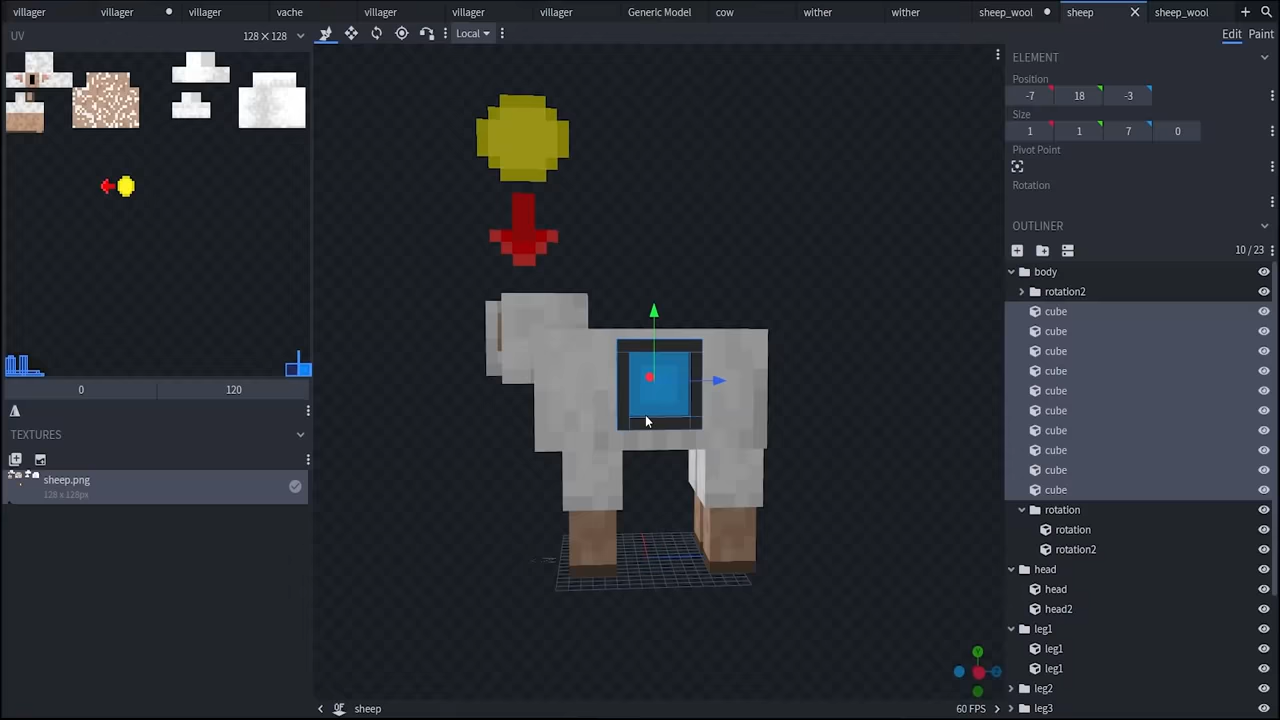 villager villager villager vache villager villager villager Generic Model cow wither wither sheep_wool sheep sheep_wool
UV 128 × 128 Local Edit Paint
ELEMENT
Position
-7 18 -3
Size
1 1 7 0
Pivot Point
Rotation
OUTLINER
10 / 23
body
rotation2
cube
cube
cube
cube
cube
cube
cube
cube
cube
cube
rotation
rotation
rotation2
head
head
head2
leg1
leg1
leg1
leg2
leg3
0 120
TEXTURES
sheep.png
128 x 128px
Y
Z
sheep 60 FPS